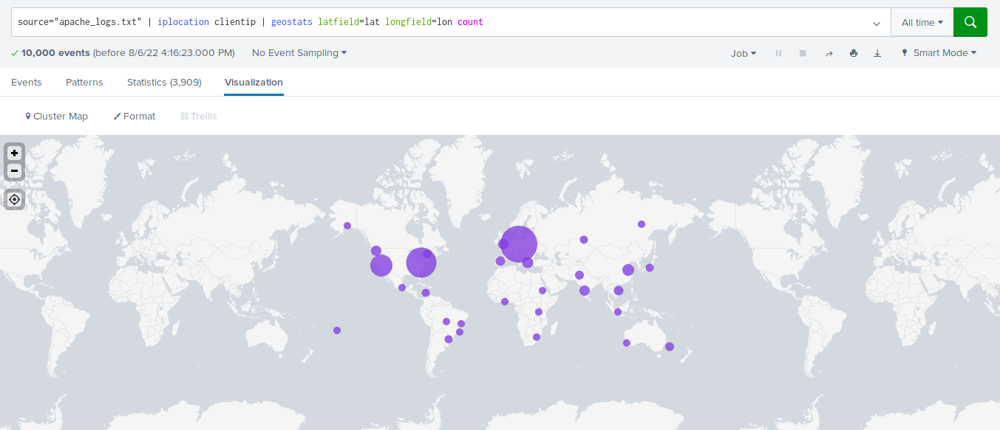 source="apache_logs.txt" | iplocation clientip | geostats latfield=lat longfield=lon count
All time
10,000 events (before 8/6/22 4:16:23.000 PM)
No Event Sampling
Job
Smart Mode
Events
Patterns
Statistics (3,909)
Visualization
Cluster Map
Format
Trellis
+
−